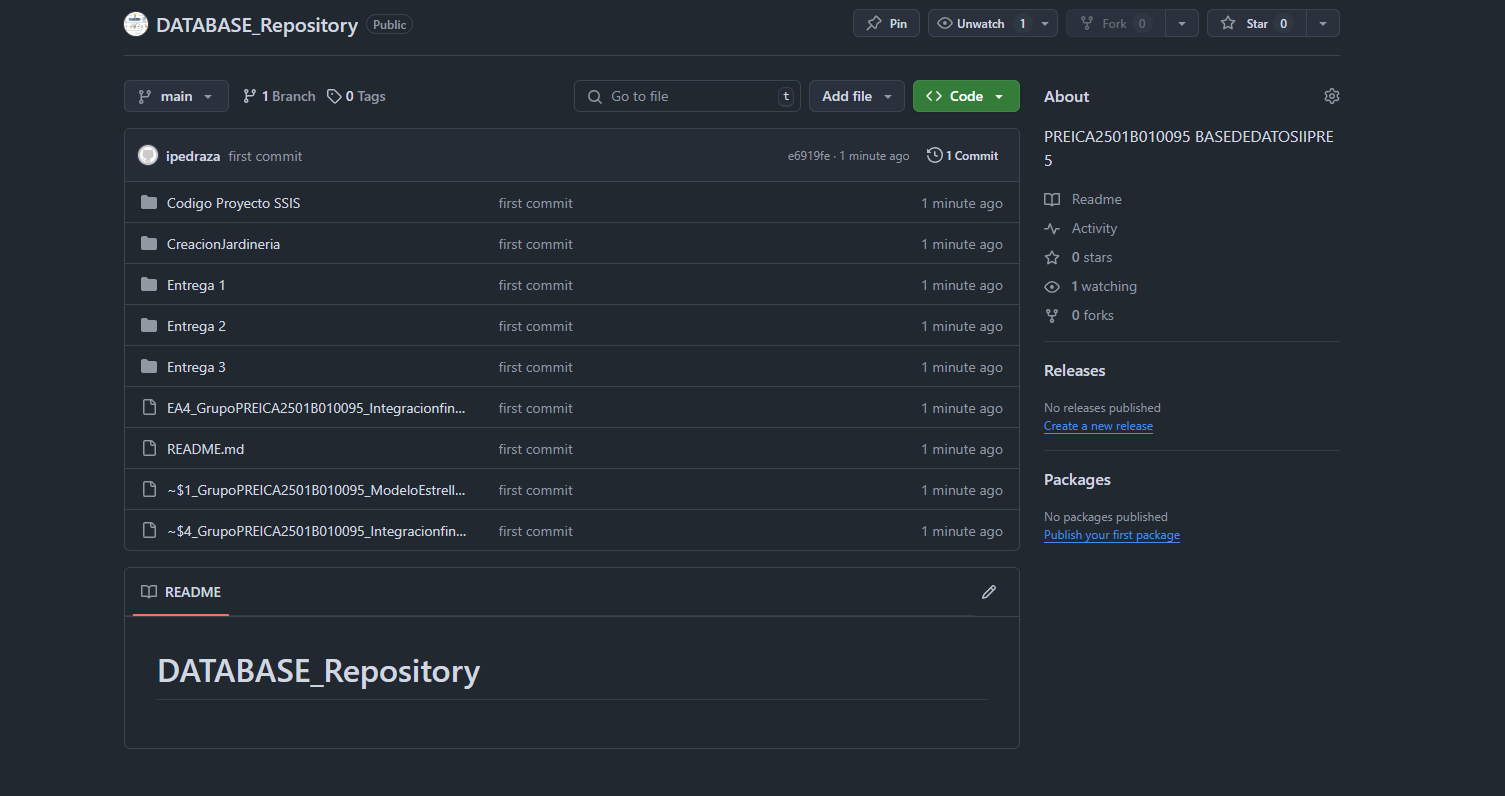 DATABASE_Repository Public Pin Unwatch 1 Fork 0 Star 0
main 1 Branch 0 Tags Go to file t Add file Code
ipedraza first commit e6919fe · 1 minute ago 1 Commit
Codigo Proyecto SSIS first commit 1 minute ago
CreacionJardineria first commit 1 minute ago
Entrega 1 first commit 1 minute ago
Entrega 2 first commit 1 minute ago
Entrega 3 first commit 1 minute ago
EA4_GrupoPREICA2501B010095_Integracionfin... first commit 1 minute ago
README.md first commit 1 minute ago
~$1_GrupoPREICA2501B010095_ModeloEstrell... first commit 1 minute ago
~$4_GrupoPREICA2501B010095_Integracionfin... first commit 1 minute ago
README
DATABASE_Repository
About
PREICA2501B010095 BASEDEDATOSIIPRE
5
Readme
Activity
0 stars
1 watching
0 forks
Releases
No releases published
Create a new release
Packages
No packages published
Publish your first package